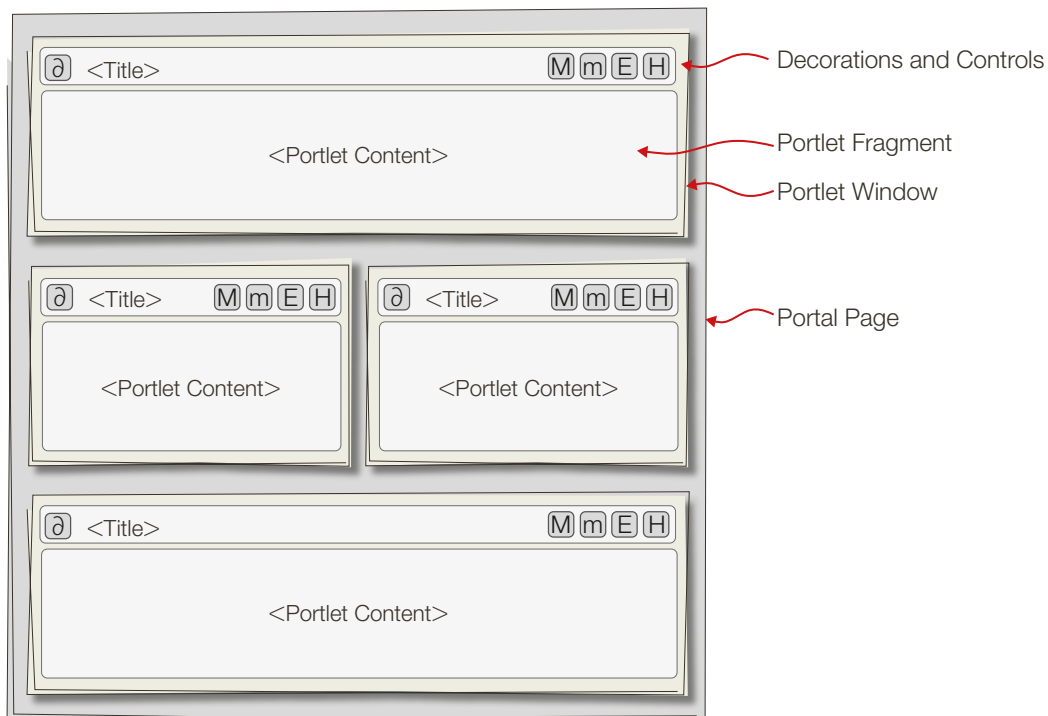 ∂ <Title> M m E H
Decorations and Controls
<Portlet Content>
Portlet Fragment
Portlet Window
∂ <Title> M m E H
∂ <Title> M m E H
Portal Page
<Portlet Content>
<Portlet Content>
∂ <Title> M m E H
<Portlet Content>